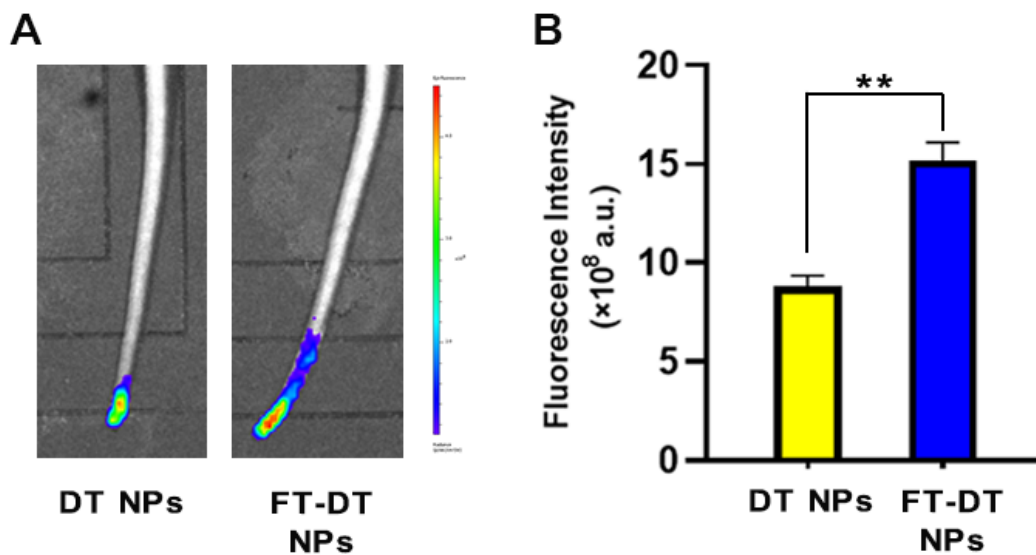 A
B
DT NPs
FT-DT
NPs
Fluorescence Intensity
(×10⁸ a.u.)
20
15
10
5
0
**
DT NPs
FT-DT
NPs